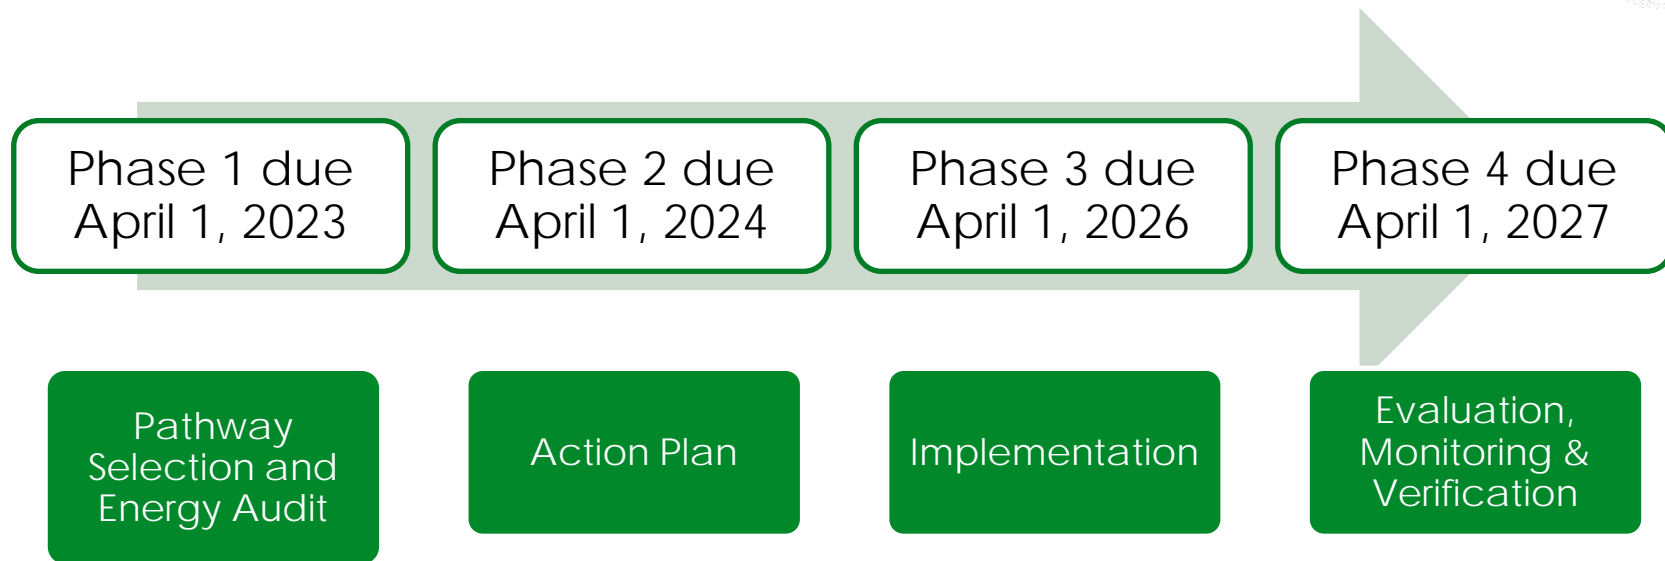 Phase 1 due
April 1, 2023
Phase 2 due
April 1, 2024
Phase 3 due
April 1, 2026
Phase 4 due
April 1, 2027
Pathway
Selection and
Energy Audit
Action Plan
Implementation
Evaluation,
Monitoring &
Verification